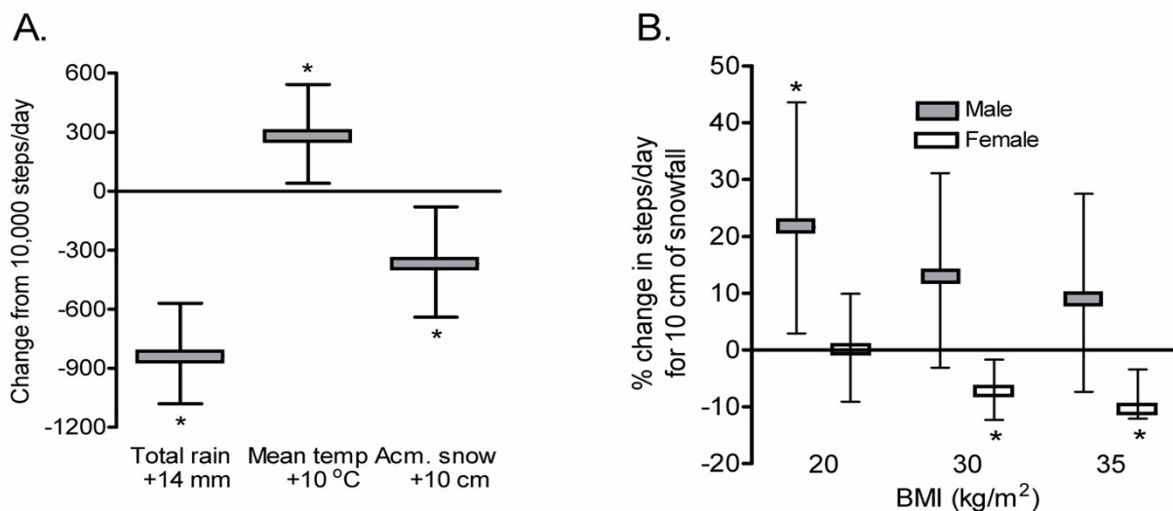 A.
Change from 10,000 steps/day
600
300
0
-300
-600
-900
-1200
*
*
*
Total rain
+14 mm
Mean temp
+10 °C
Acm. snow
+10 cm
B.
% change in steps/day
for 10 cm of snowfall
50
40
30
20
10
0
-10
-20
*
Male
Female
*
*
20
30
35
BMI (kg/m²)